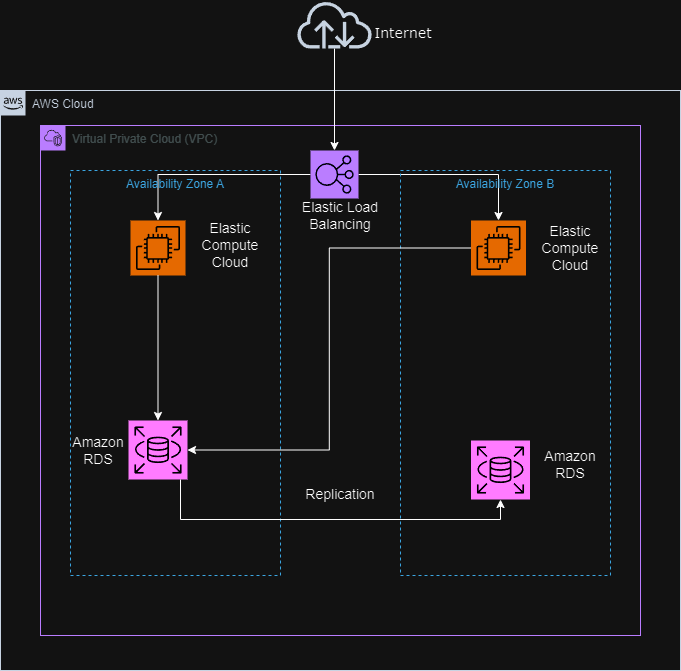 Internet
aws
AWS Cloud
Virtual Private Cloud (VPC)
Availability Zone A
Availability Zone B
Elastic Load
Balancing
Elastic
Compute
Cloud
Elastic
Compute
Cloud
Amazon
RDS
Amazon
RDS
Replication